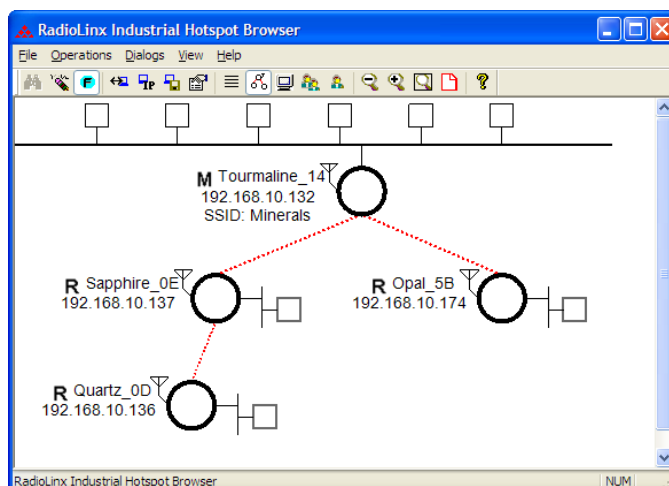 RadioLinx Industrial Hotspot Browser
File Operations Dialogs View Help
F IP ?
M Tourmaline_14
192.168.10.132
SSID: Minerals
R Sapphire_0E
192.168.10.137
R Opal_5B
192.168.10.174
R Quartz_0D
192.168.10.136
RadioLinx Industrial Hotspot Browser NUM